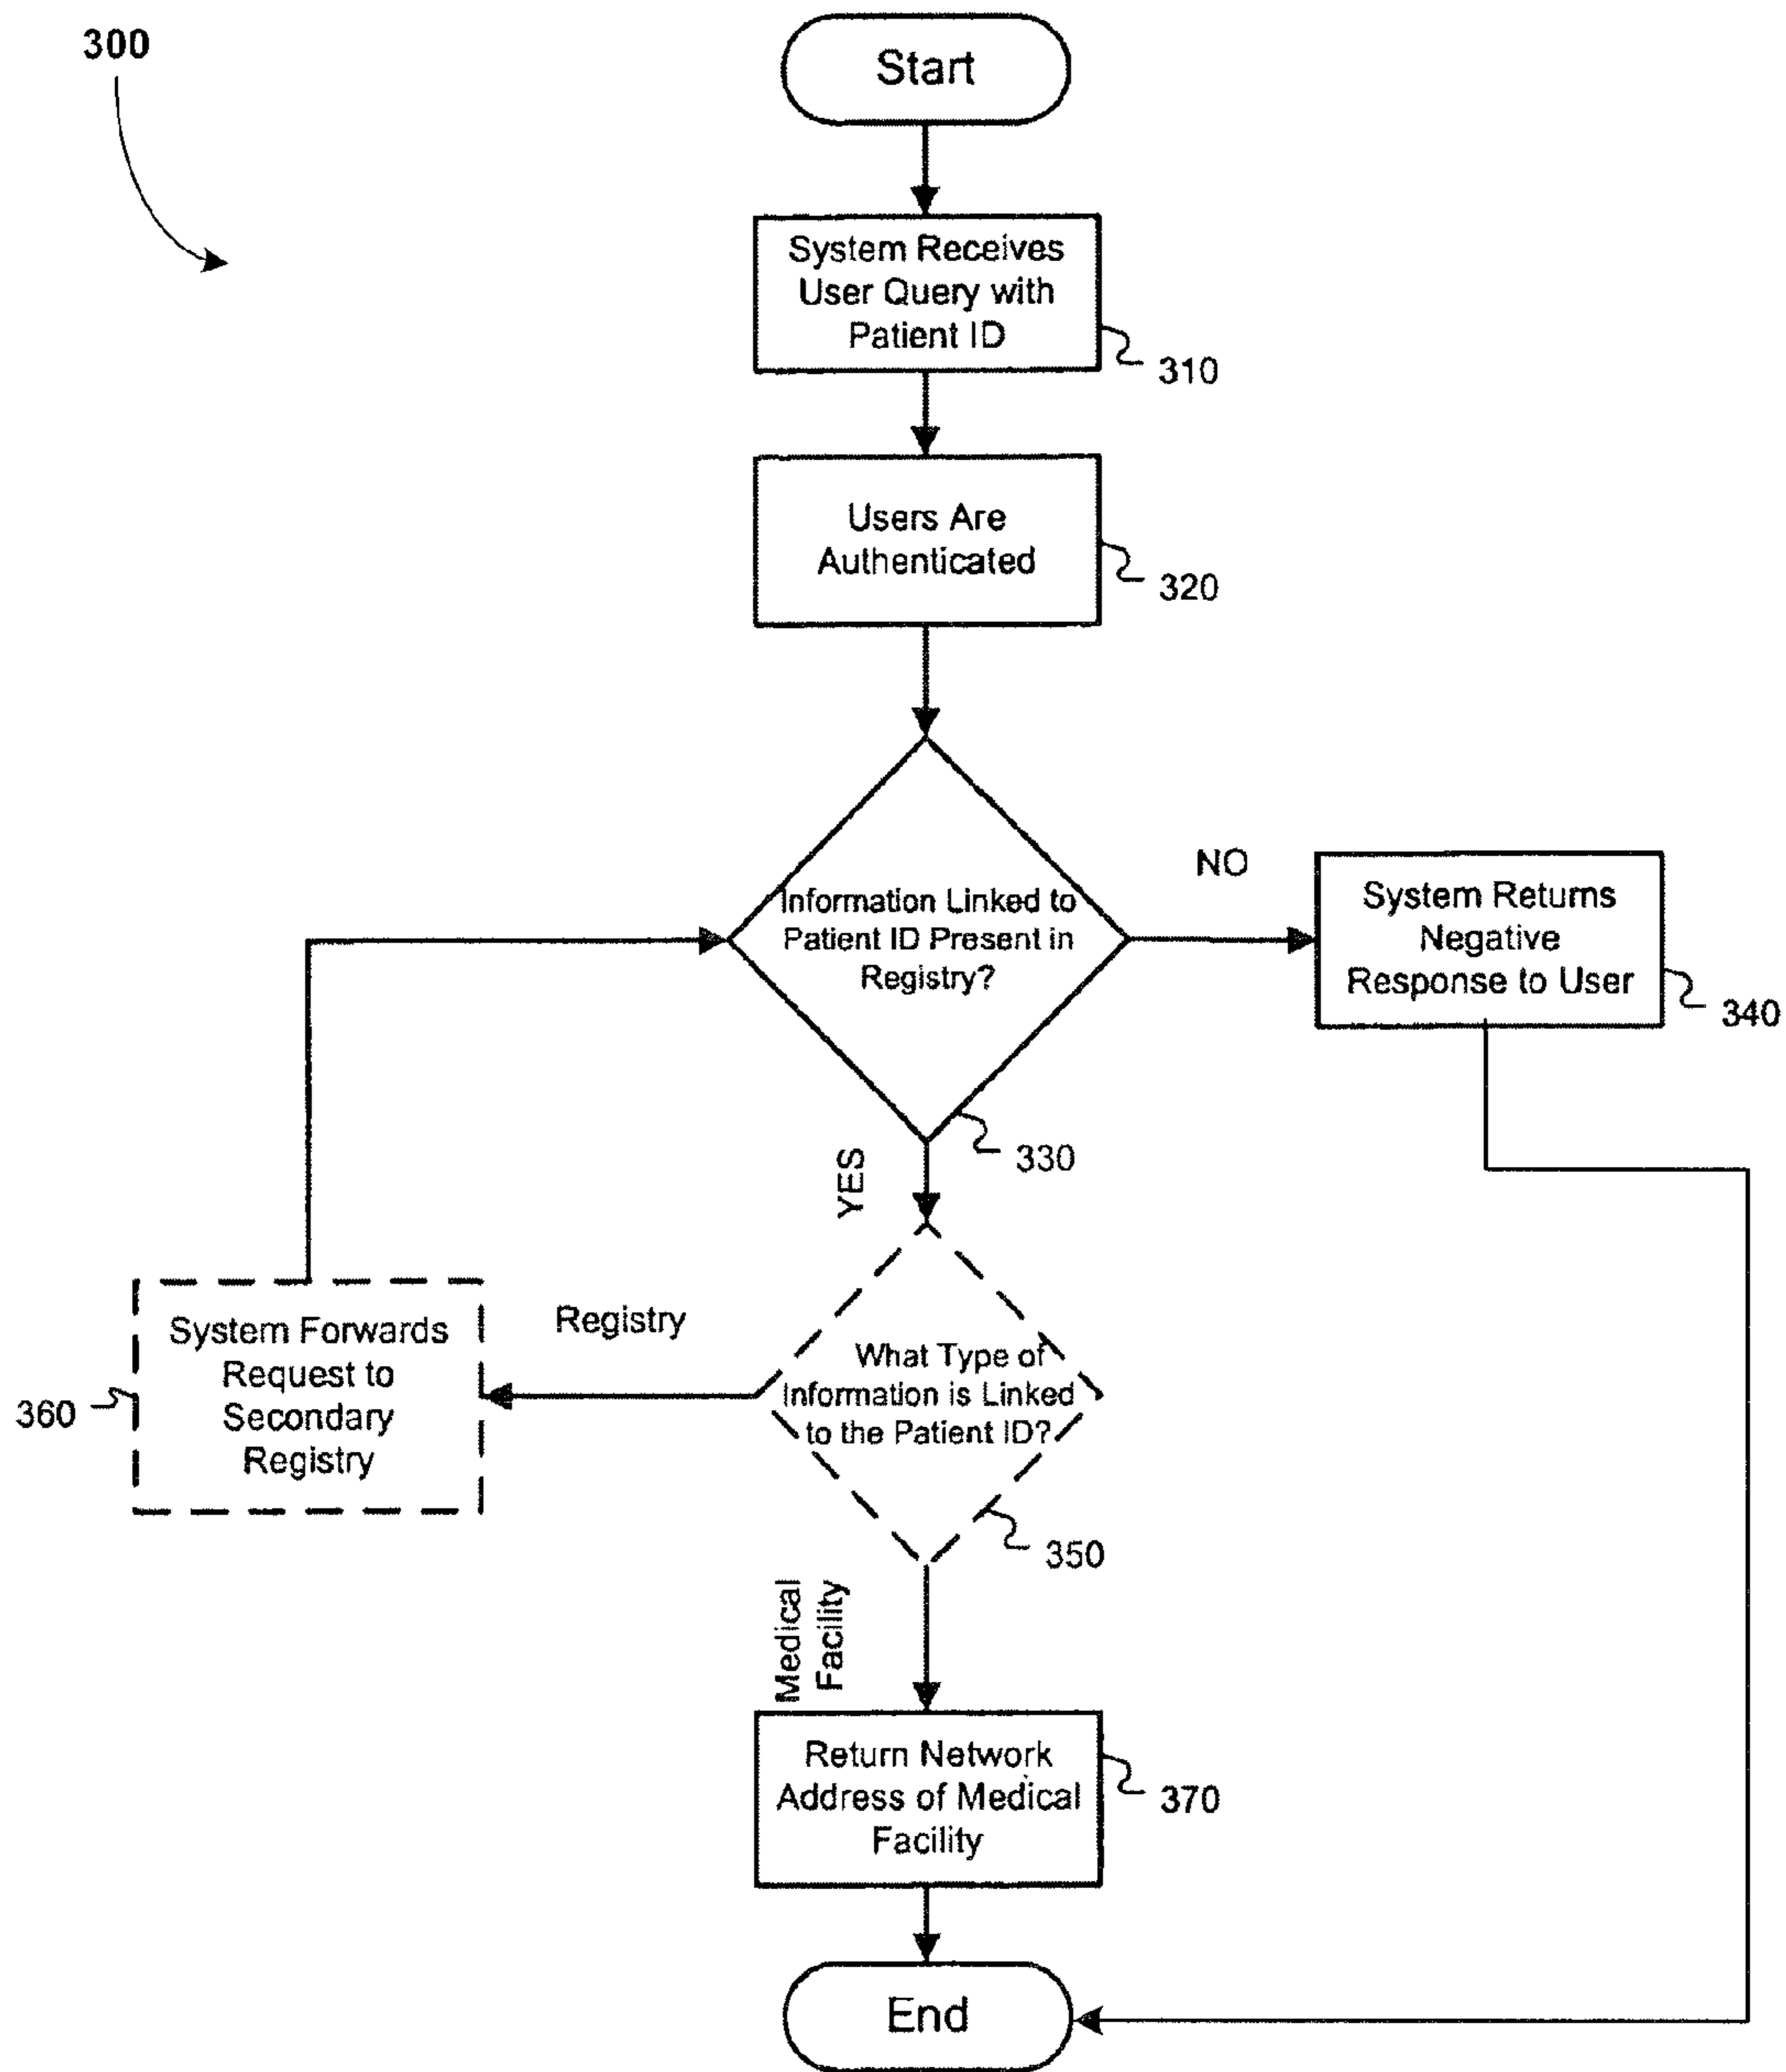 300
Start
System Receives
User Query with
Patient ID
310
Users Are
Authenticated
320
Information Linked to
Patient ID Present in
Registry?
330
NO
System Returns
Negative
Response to User
340
YES
What Type of
Information is Linked
to the Patient ID?
350
Registry
System Forwards
Request to
Secondary
Registry
360
Medical
Facility
Return Network
Address of Medical
Facility
370
End